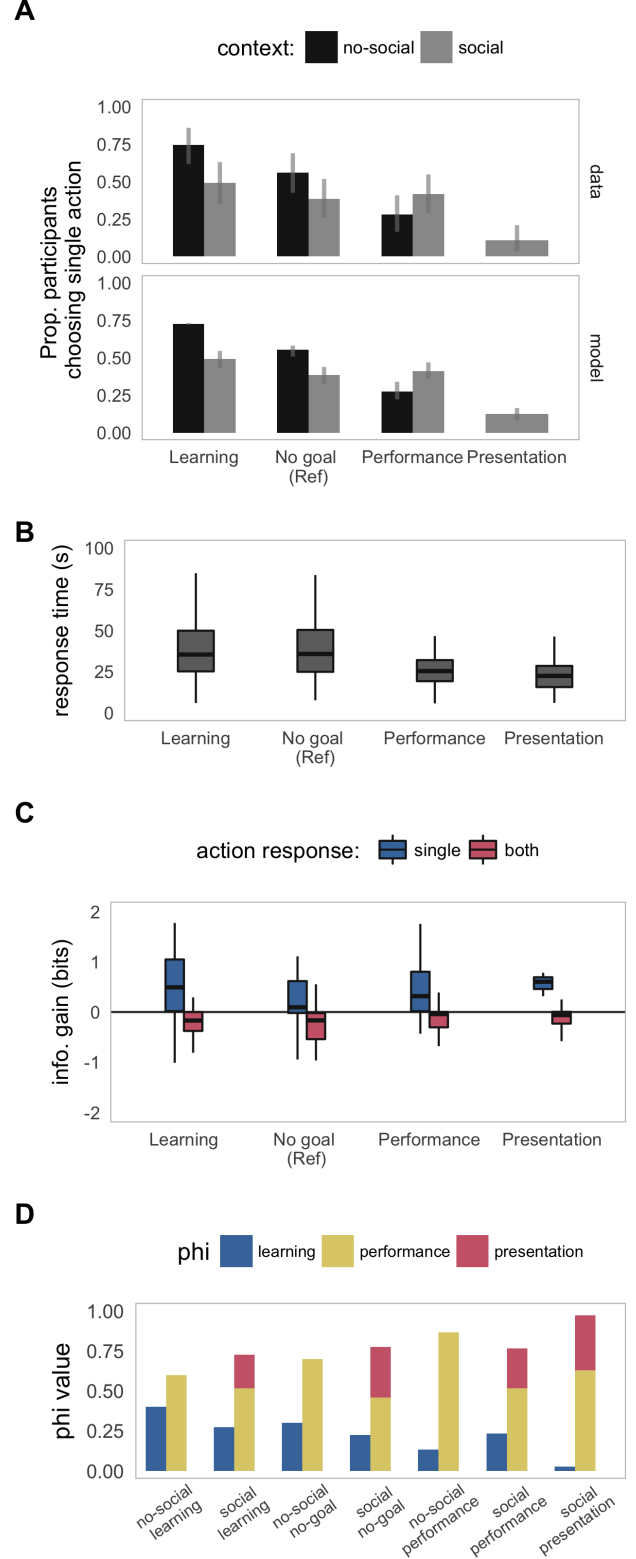 A
context: no-social social
Prop. participants
choosing single action
1.00
0.75
0.50
0.25
0.00
data
1.00
0.75
0.50
0.25
0.00
model
Learning No goal Performance Presentation
(Ref)
B
response time (s)
100
75
50
25
0
Learning No goal Performance Presentation
(Ref)
C
action response: single both
info. gain (bits)
2
1
0
-1
-2
Learning No goal Performance Presentation
(Ref)
D
phi learning performance presentation
phi value
1.00
0.75
0.50
0.25
0.00
no-social
learning
social
learning
no-social
no-goal
social
no-goal
no-social
performance
social
performance
social
presentation